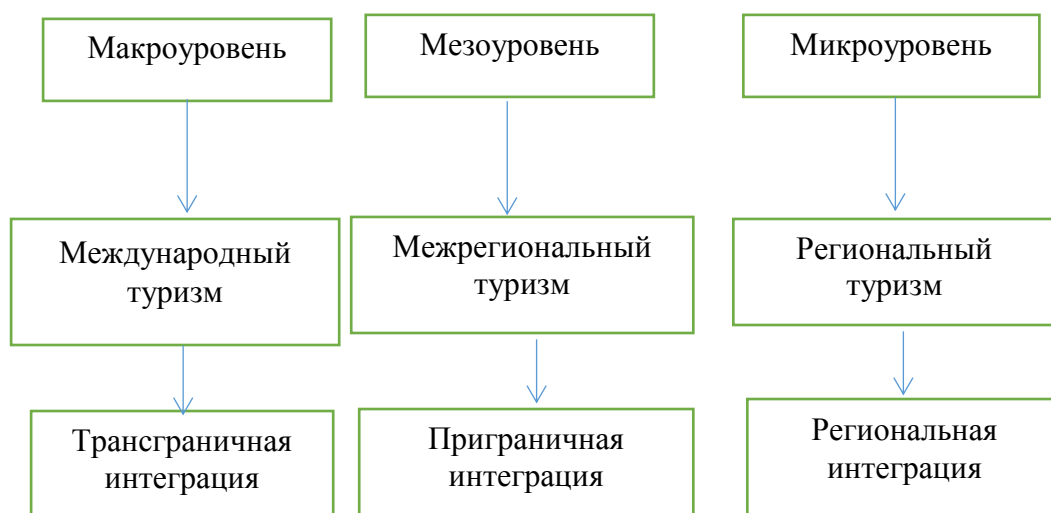 Макроуровень
Мезоуровень
Микроуровень
Международный
туризм
Межрегиональный
туризм
Региональный
туризм
Трансграничная
интеграция
Приграничная
интеграция
Региональная
интеграция